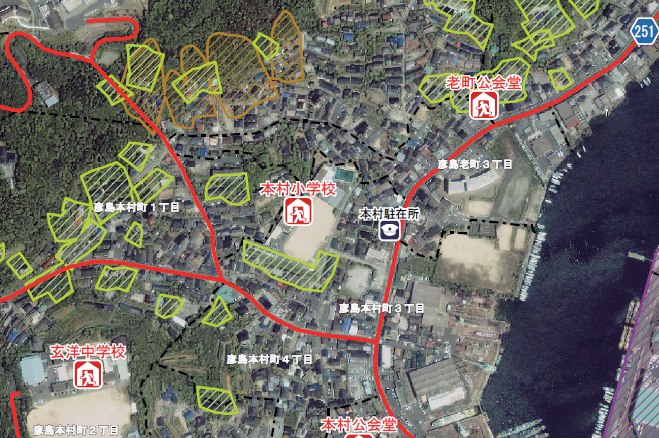 251
老町公会堂
彦島老町3丁目
本村小学校
彦島本村町1丁目
本村駐在所
彦島本村町3丁目
玄洋中学校
彦島本村町4丁目
彦島本村町2丁目
本村公会堂